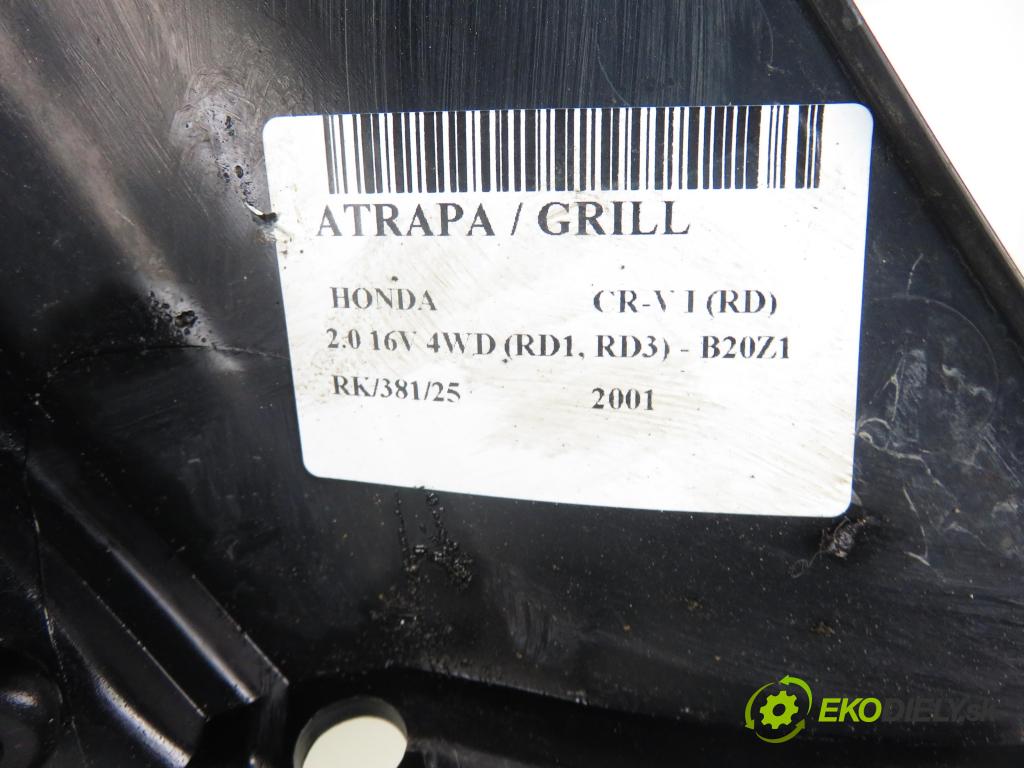 ATRAPA / GRILL
HONDA CR-V I (RD)
2.0 16V 4WD (RD1, RD3) - B20Z1
RK/381/25 2001
EKODIELY.sk